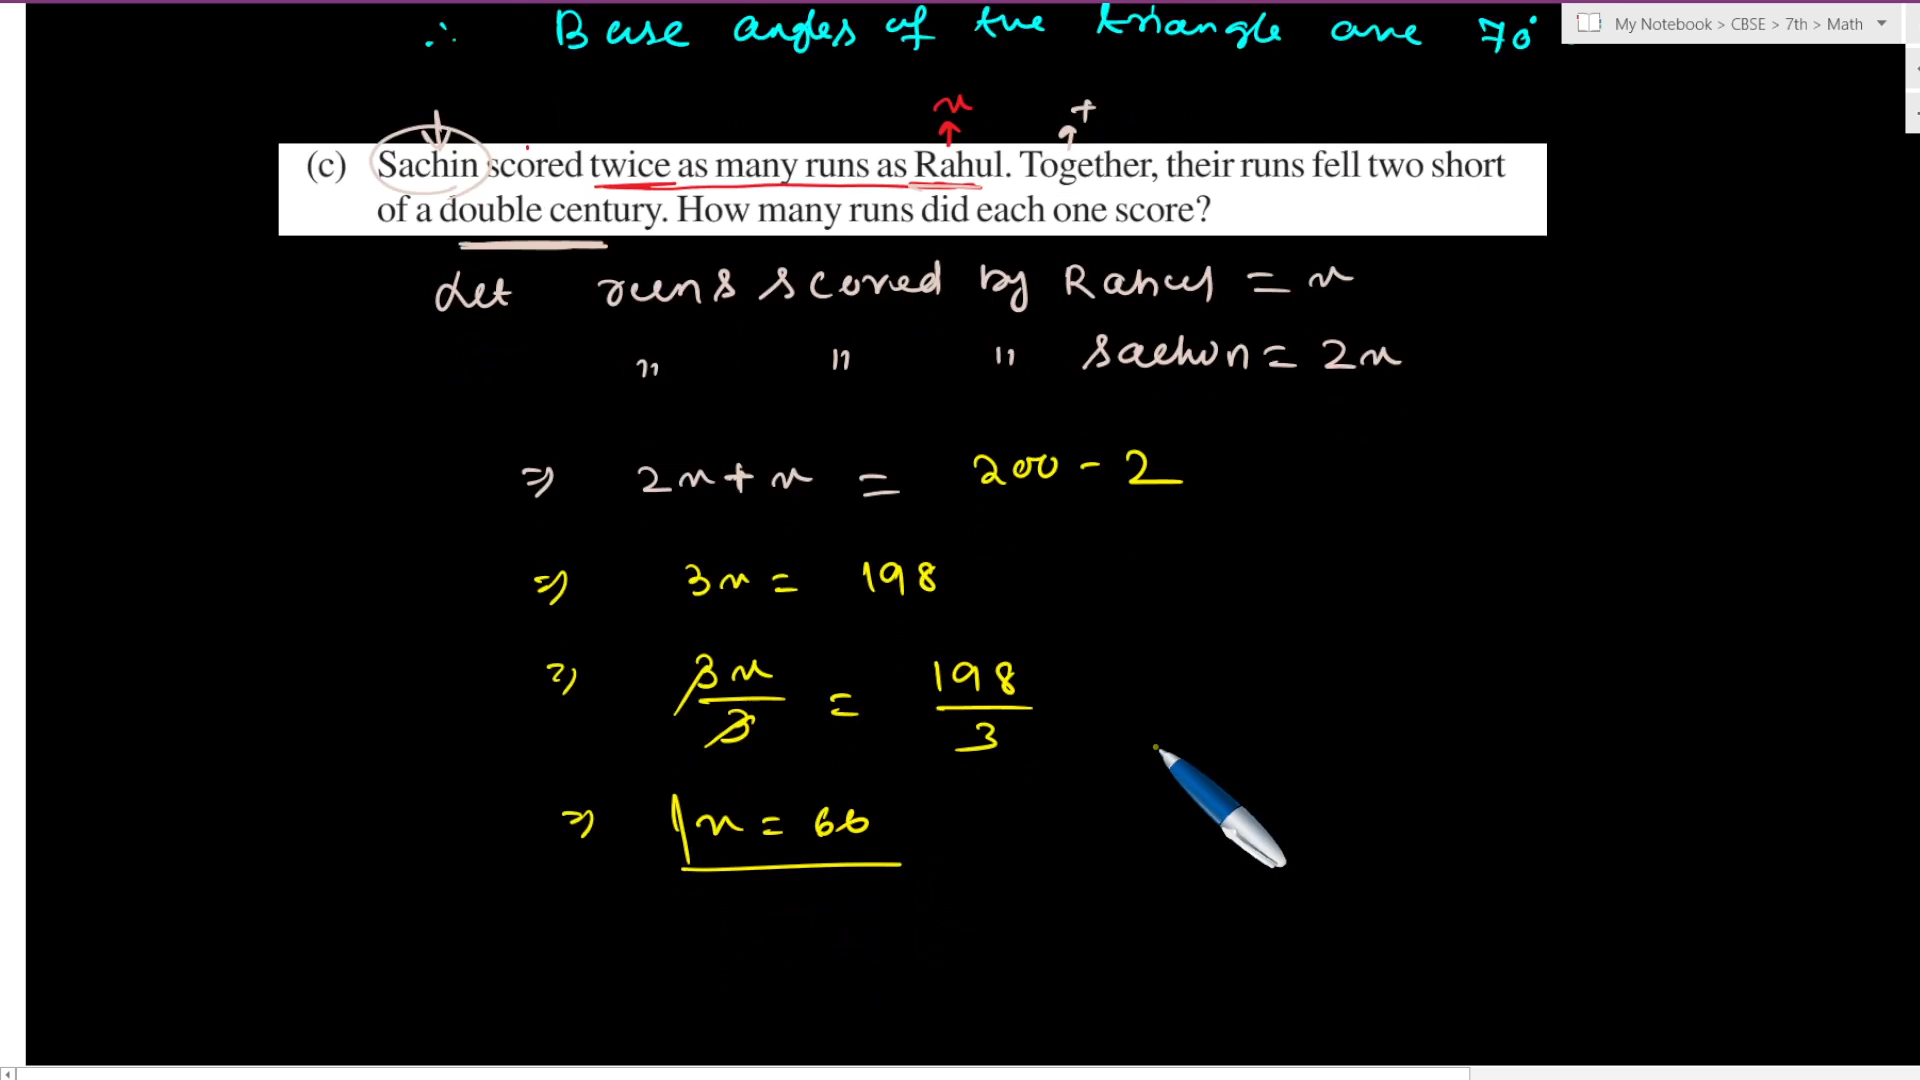 ∴ Base angles of the triangle are 70°
My Notebook > CBSE > 7th > Math
x +
(c) Sachin scored twice as many runs as Rahul. Together, their runs fell two short
of a double century. How many runs did each one score?
Let runs scored by Rahul = x
" " " Sachin = 2x
⇒ 2x + x = 200 - 2
⇒ 3x = 198
⇒ 3x/3 = 198/3
⇒ x = 66